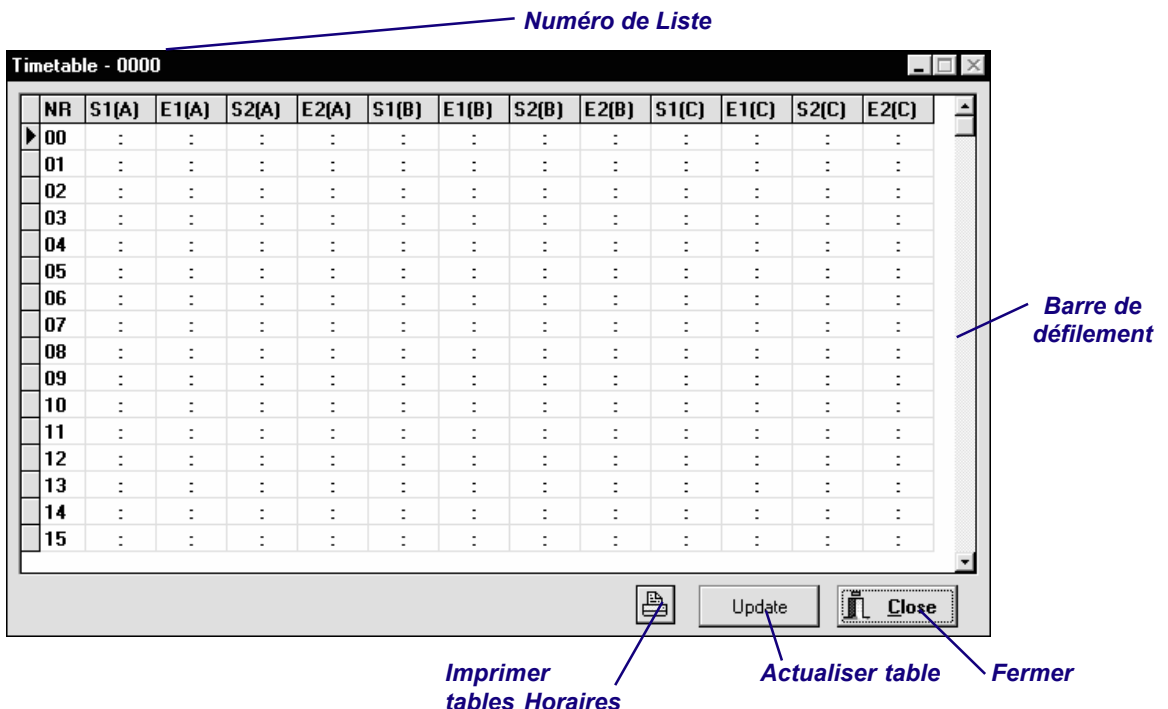 Numéro de Liste
Timetable - 0000
NR S1(A) E1(A) S2(A) E2(A) S1(B) E1(B) S2(B) E2(B) S1(C) E1(C) S2(C) E2(C)
00 : : : : : : : : : : : :
01 : : : : : : : : : : : :
02 : : : : : : : : : : : :
03 : : : : : : : : : : : :
04 : : : : : : : : : : : :
05 : : : : : : : : : : : :
06 : : : : : : : : : : : :
07 : : : : : : : : : : : :
08 : : : : : : : : : : : :
09 : : : : : : : : : : : :
10 : : : : : : : : : : : :
11 : : : : : : : : : : : :
12 : : : : : : : : : : : :
13 : : : : : : : : : : : :
14 : : : : : : : : : : : :
15 : : : : : : : : : : : :
Barre de
défilement
Update Close
Imprimer
tables Horaires
Actualiser table
Fermer